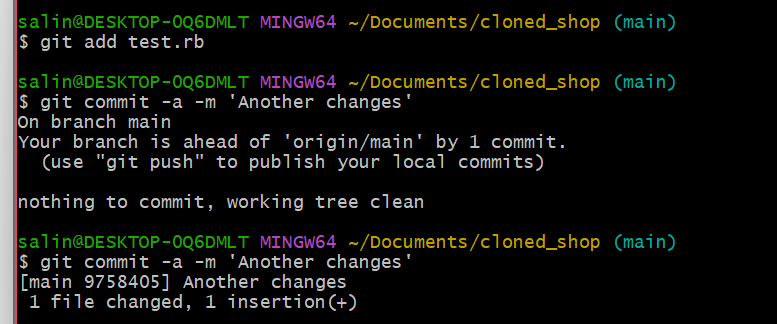 salin@DESKTOP-OQ6DMLT MINGW64 ~/Documents/cloned_shop (main)
$ git add test.rb
salin@DESKTOP-OQ6DMLT MINGW64 ~/Documents/cloned_shop (main)
$ git commit -a -m 'Another changes'
On branch main
Your branch is ahead of 'origin/main' by 1 commit.
  (use "git push" to publish your local commits)
nothing to commit, working tree clean
salin@DESKTOP-OQ6DMLT MINGW64 ~/Documents/cloned_shop (main)
$ git commit -a -m 'Another changes'
[main 9758405] Another changes
 1 file changed, 1 insertion(+)